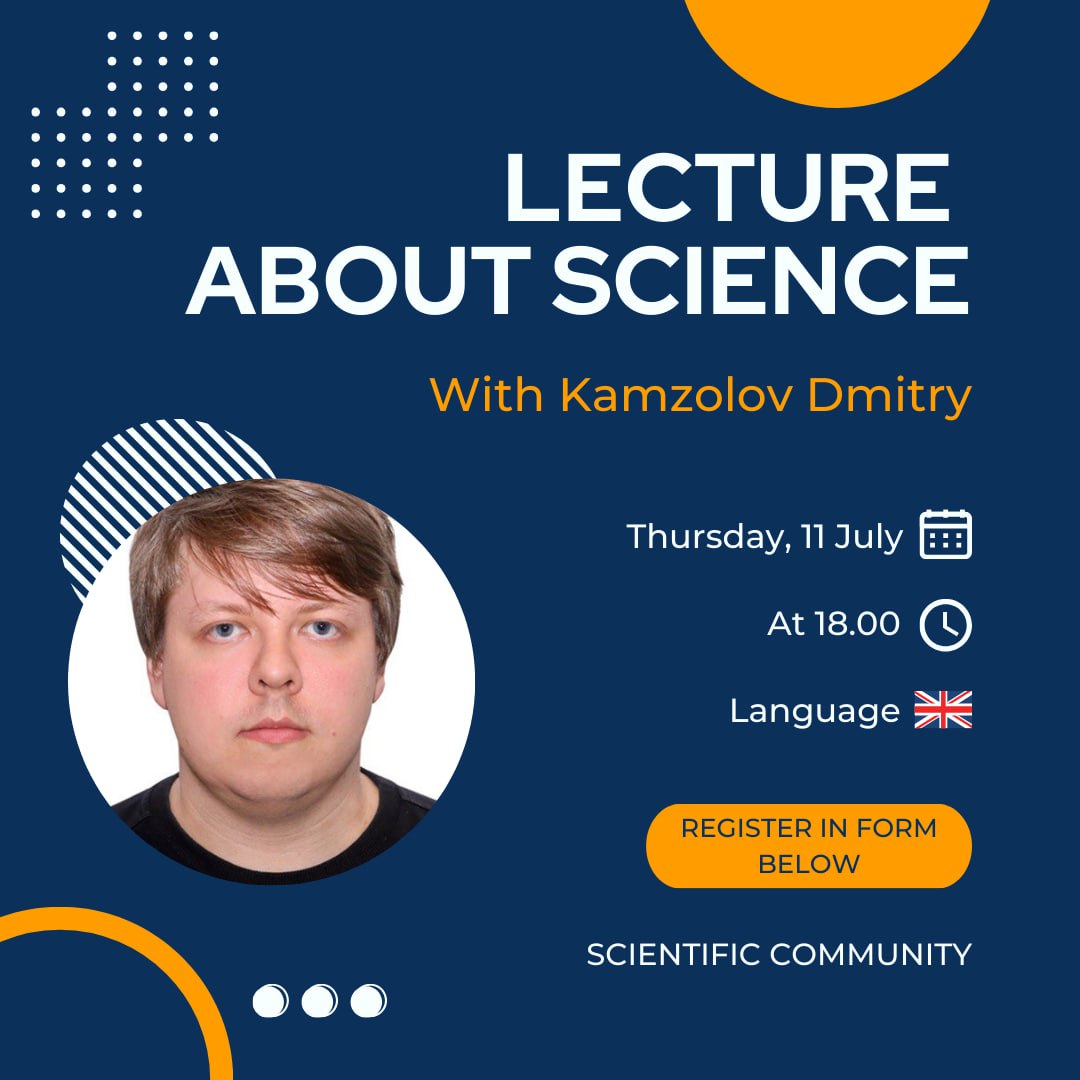 LECTURE
ABOUT SCIENCE
With Kamzolov Dmitry
Thursday, 11 July
At 18.00
Language
REGISTER IN FORM
BELOW
SCIENTIFIC COMMUNITY